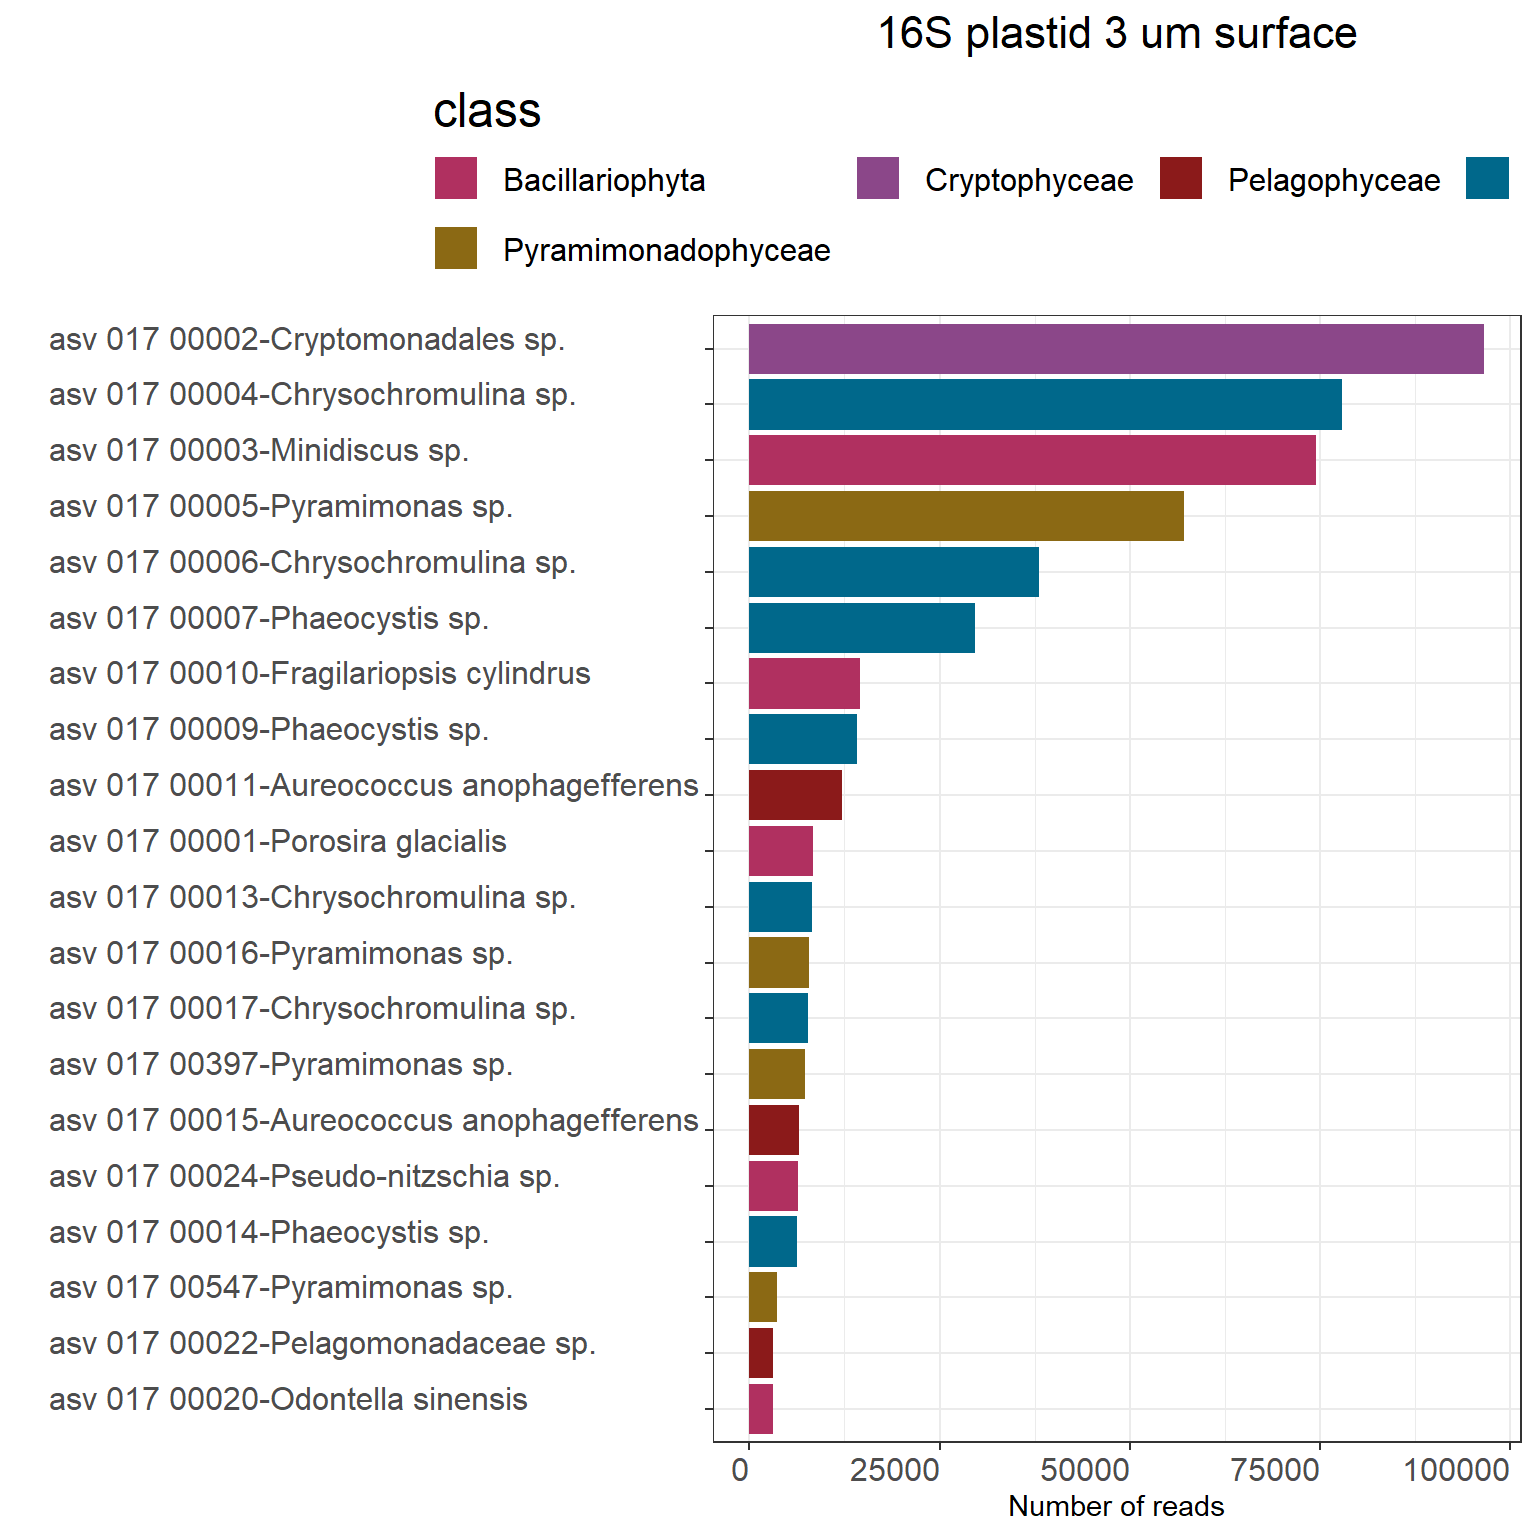 16S plastid 3 um surface
class
Bacillariophyta Cryptophyceae Pelagophyceae
Pyramimonadophyceae
asv 017 00002-Cryptomonadales sp.
asv 017 00004-Chrysochromulina sp.
asv 017 00003-Minidiscus sp.
asv 017 00005-Pyramimonas sp.
asv 017 00006-Chrysochromulina sp.
asv 017 00007-Phaeocystis sp.
asv 017 00010-Fragilariopsis cylindrus
asv 017 00009-Phaeocystis sp.
asv 017 00011-Aureococcus anophagefferens
asv 017 00001-Porosira glacialis
asv 017 00013-Chrysochromulina sp.
asv 017 00016-Pyramimonas sp.
asv 017 00017-Chrysochromulina sp.
asv 017 00397-Pyramimonas sp.
asv 017 00015-Aureococcus anophagefferens
asv 017 00024-Pseudo-nitzschia sp.
asv 017 00014-Phaeocystis sp.
asv 017 00547-Pyramimonas sp.
asv 017 00022-Pelagomonadaceae sp.
asv 017 00020-Odontella sinensis
0 25000 50000 75000 100000
Number of reads